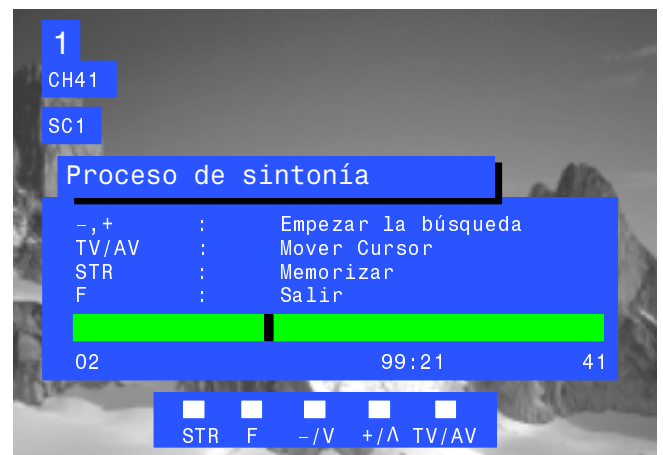 1
CH41
SC1
Proceso de sintonía
–,+ : Empezar la búsqueda
TV/AV : Mover Cursor
STR : Memorizar
F : Salir
02 99:21 41
STR F –/V +/Λ TV/AV